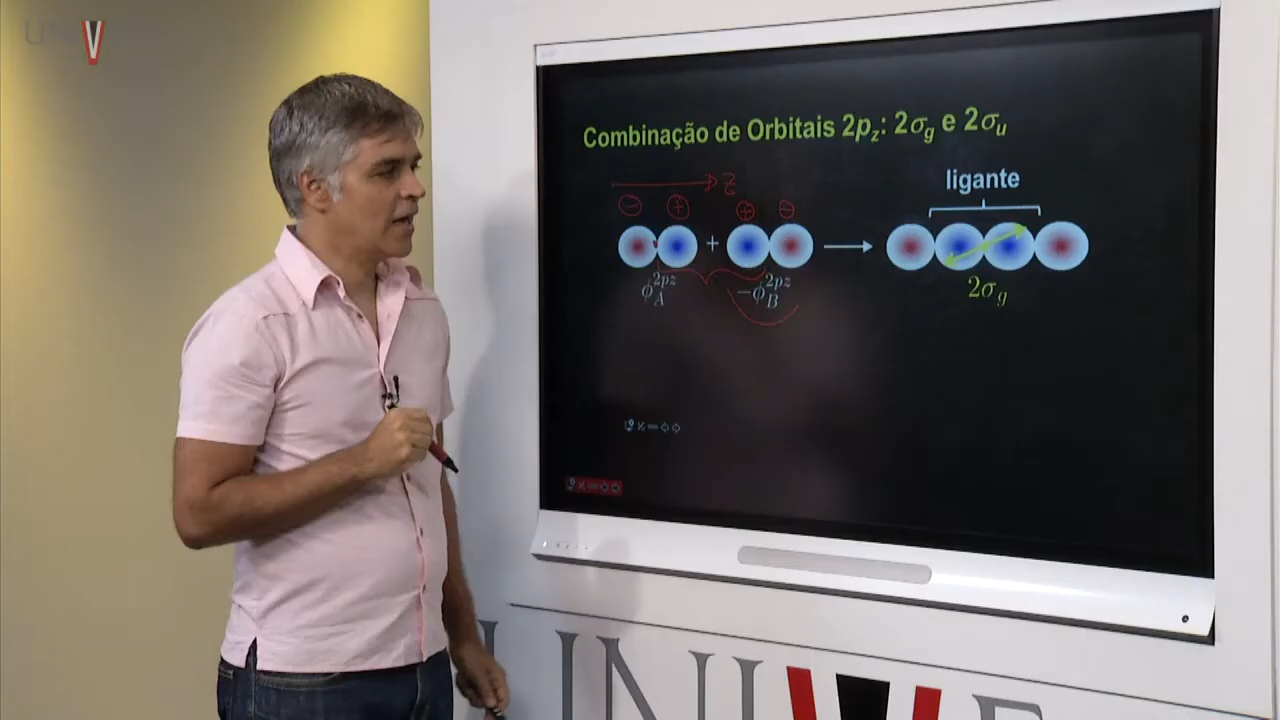 Combinação de Orbitais 2p_z: 2σ_g e 2σ_u
ligante
z
− + + −
+
ϕ_A^{2pz} −ϕ_B^{2pz}
2σ_g